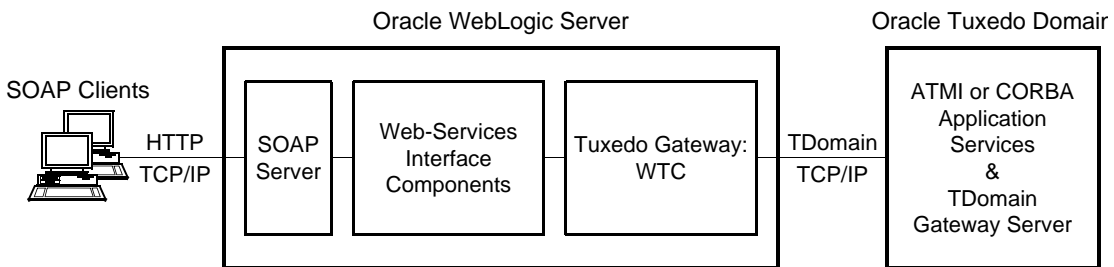 Oracle WebLogic Server
Oracle Tuxedo Domain
SOAP Clients
HTTP
TCP/IP
SOAP
Server
Web-Services
Interface
Components
Tuxedo Gateway:
WTC
TDomain
TCP/IP
ATMI or CORBA
Application
Services
&
TDomain
Gateway Server